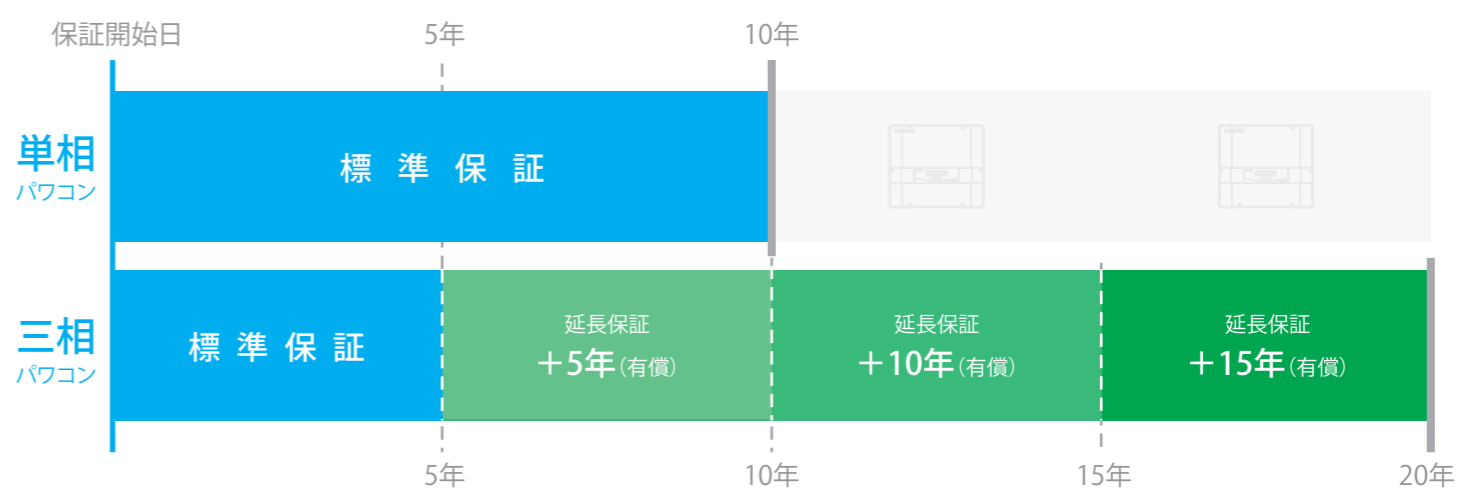 保証開始日
5年
10年
単相
パワコン
標準保証
三相
パワコン
標準保証
延長保証
＋5年（有償）
延長保証
＋10年（有償）
延長保証
＋15年（有償）
5年
10年
15年
20年